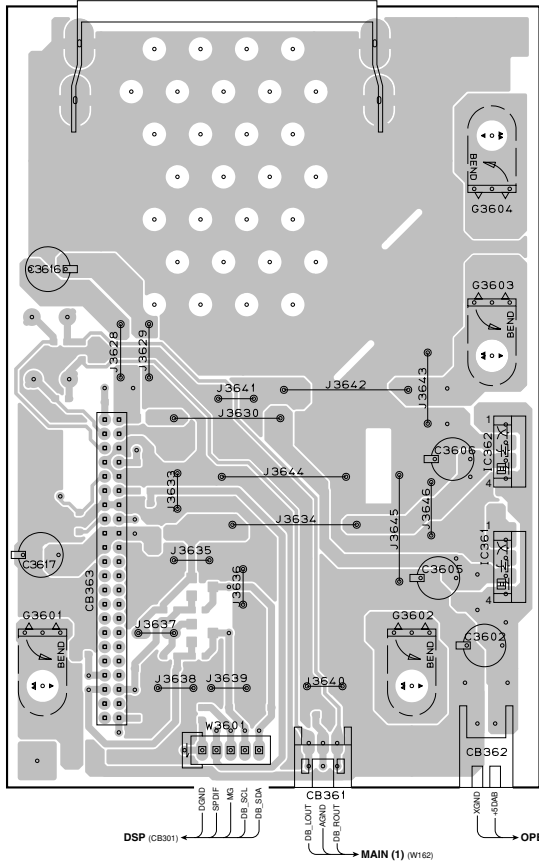 BEND
G3604
C3616
G3603
BEND
J3628
J3629
J3641
J3642
J3643
J3630
1
C3606
IC362
4
J3633
J3644
J3645
J3646
J3634
1
IC361
4
C3617
CB363
J3635
J3636
C3605
G3601
BEND
J3637
G3602
BEND
C3602
J3638
J3639
J3640
W3601
CB361
CB362
DGND
SPDIF
MG
DB_SCL
DB_SDA
DB_LOUT
AGND
DB_ROUT
XGND
+5DAB
DSP (CB301)
OPE
MAIN (1) (W162)